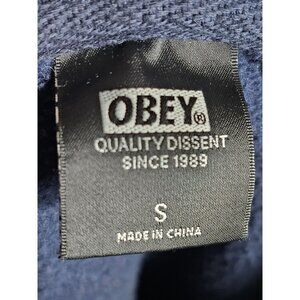 OBEY®
QUALITY DISSENT
SINCE 1989
S
MADE IN CHINA